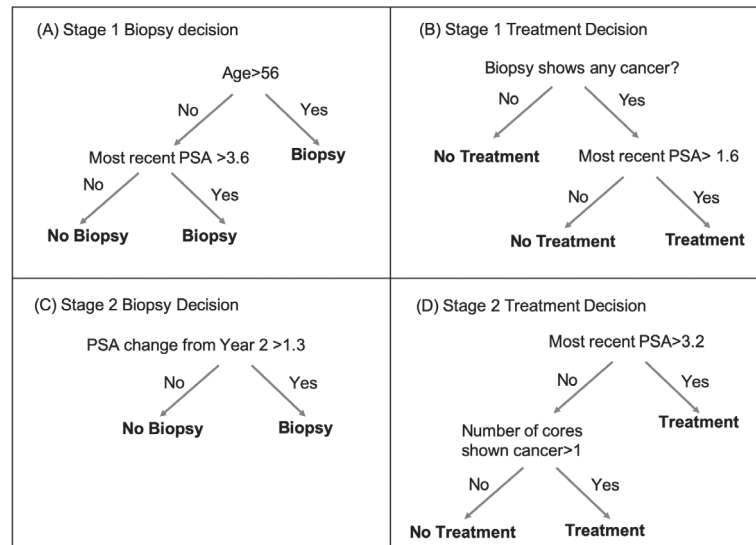 (A) Stage 1 Biopsy decision
Age>56
No
Yes
Most recent PSA >3.6
Biopsy
No
Yes
No Biopsy
Biopsy
(B) Stage 1 Treatment Decision
Biopsy shows any cancer?
No
Yes
No Treatment
Most recent PSA> 1.6
No
Yes
No Treatment
Treatment
(C) Stage 2 Biopsy Decision
PSA change from Year 2 >1.3
No
Yes
No Biopsy
Biopsy
(D) Stage 2 Treatment Decision
Most recent PSA>3.2
No
Yes
Treatment
Number of cores
shown cancer>1
No
Yes
No Treatment
Treatment